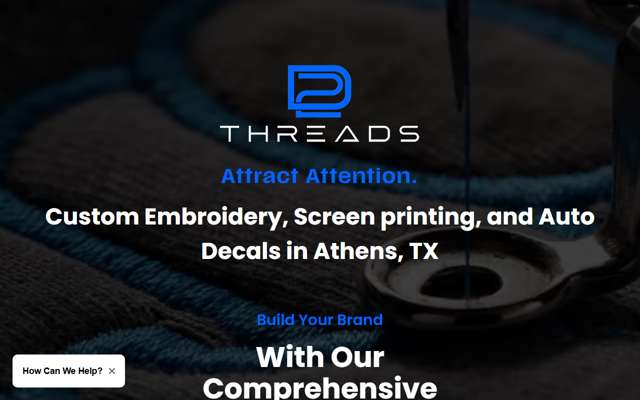 THREADS
Attract Attention.
Custom Embroidery, Screen printing, and Auto
Decals in Athens, TX
Build Your Brand
With Our
Comprehensive
How Can We Help? ×